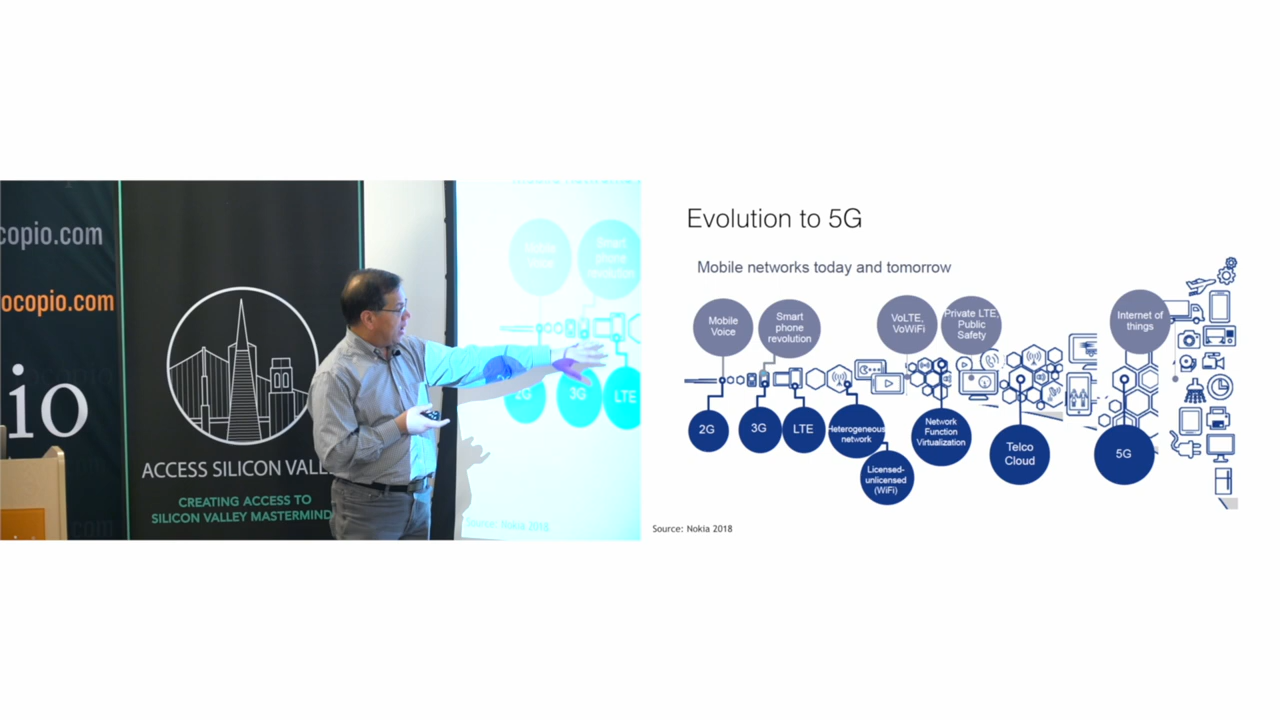 copio.com
ocopio.com
io
ACCESS SILICON VALLE
CREATING ACCESS TO
SILICON VALLEY MASTERMIND
Mobile
Voice
Smart
phone
revolution
2G
3G
LTE
Source: Nokia 2018
Evolution to 5G
Mobile networks today and tomorrow
Mobile
Voice
Smart
phone
revolution
VoLTE,
VoWiFi
Private LTE,
Public
Safety
Internet of
things
2G
3G
LTE
Heterogeneous
network
Licensed-
unlicensed
(WiFi)
Network
Function
Virtualization
Telco
Cloud
5G
Source: Nokia 2018